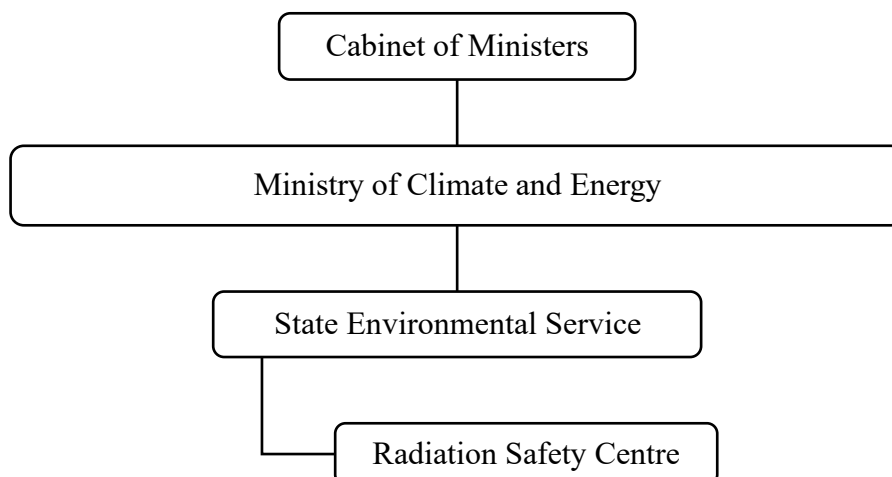 Cabinet of Ministers
Ministry of Climate and Energy
State Environmental Service
Radiation Safety Centre